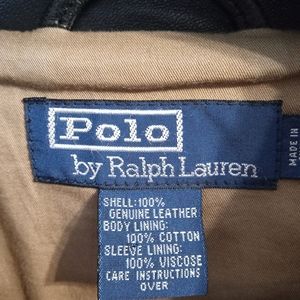 Polo
by Ralph Lauren
MADE IN
SHELL:100%
GENUINE LEATHER
BODY LINING:
100% COTTON
SLEEVE LINING:
100% VISCOSE
CARE INSTRUCTIONS
OVER